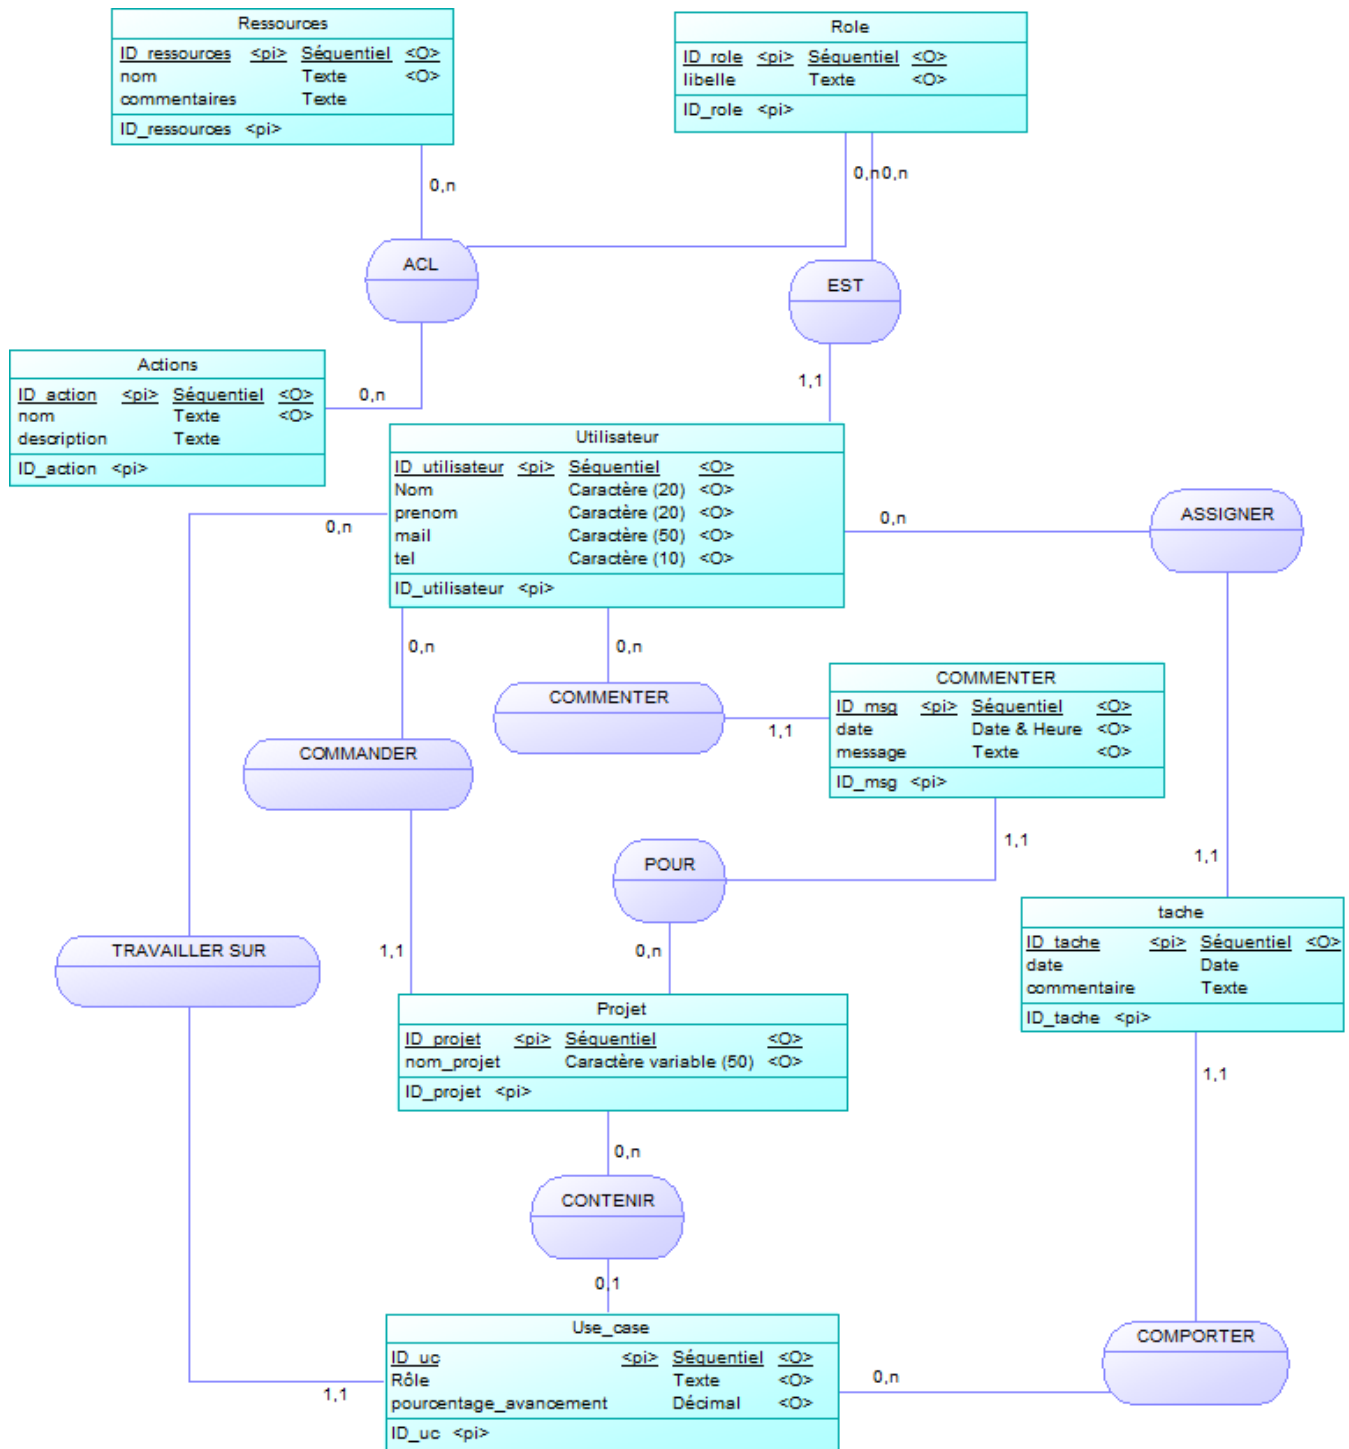 Ressources
ID_ressources <pi> Séquentiel <O>
nom Texte <O>
commentaires Texte
ID_ressources <pi>
Role
ID_role <pi> Séquentiel <O>
libelle Texte <O>
ID_role <pi>
0,n
0,n
0,n
ACL
EST
Actions
ID_action <pi> Séquentiel <O>
nom Texte <O>
description Texte
ID_action <pi>
0,n
1,1
Utilisateur
ID_utilisateur <pi> Séquentiel <O>
Nom Caractère (20) <O>
prenom Caractère (20) <O>
mail Caractère (50) <O>
tel Caractère (10) <O>
ID_utilisateur <pi>
0,n
0,n
ASSIGNER
0,n
0,n
COMMENTER
1,1
COMMENTER
ID_msg <pi> Séquentiel <O>
date Date & Heure <O>
message Texte <O>
ID_msg <pi>
COMMANDER
POUR
1,1
1,1
TRAVAILLER SUR
1,1
0,n
tache
ID_tache <pi> Séquentiel <O>
date Date
commentaire Texte
ID_tache <pi>
Projet
ID_projet <pi> Séquentiel <O>
nom_projet Caractère variable (50) <O>
ID_projet <pi>
1,1
0,n
CONTENIR
0,1
Use_case
ID_uc <pi> Séquentiel <O>
Rôle Texte <O>
pourcentage_avancement Décimal <O>
ID_uc <pi>
1,1
0,n
COMPORTER